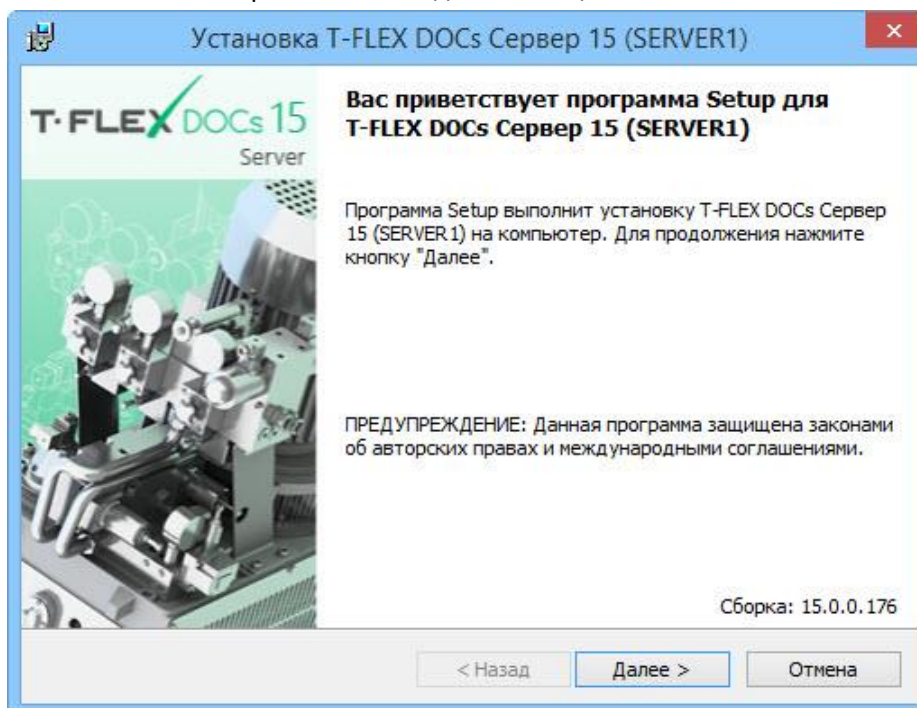 Установка T-FLEX DOCs Сервер 15 (SERVER1)
T-FLEX DOCs 15
Server
Вас приветствует программа Setup для
T-FLEX DOCs Сервер 15 (SERVER1)
Программа Setup выполнит установку T-FLEX DOCs Сервер
15 (SERVER1) на компьютер. Для продолжения нажмите
кнопку "Далее".
ПРЕДУПРЕЖДЕНИЕ: Данная программа защищена законами
об авторских правах и международными соглашениями.
Сборка: 15.0.0.176
< Назад
Далее >
Отмена